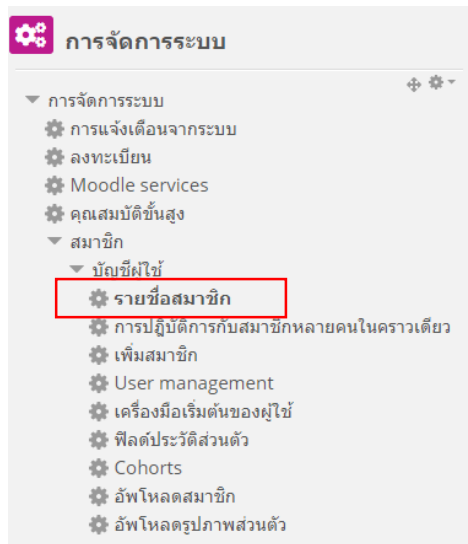 การจัดการระบบ
การจัดการระบบ
การแจ้งเตือนจากระบบ
ลงทะเบียน
Moodle services
คุณสมบัติขั้นสูง
สมาชิก
บัญชีผู้ใช้
รายชื่อสมาชิก
การปฏิบัติการกับสมาชิกหลายคนในคราวเดียว
เพิ่มสมาชิก
User management
เครื่องมือเริ่มต้นของผู้ใช้
ฟิลด์ประวัติส่วนตัว
Cohorts
อัพโหลดสมาชิก
อัพโหลดรูปภาพส่วนตัว